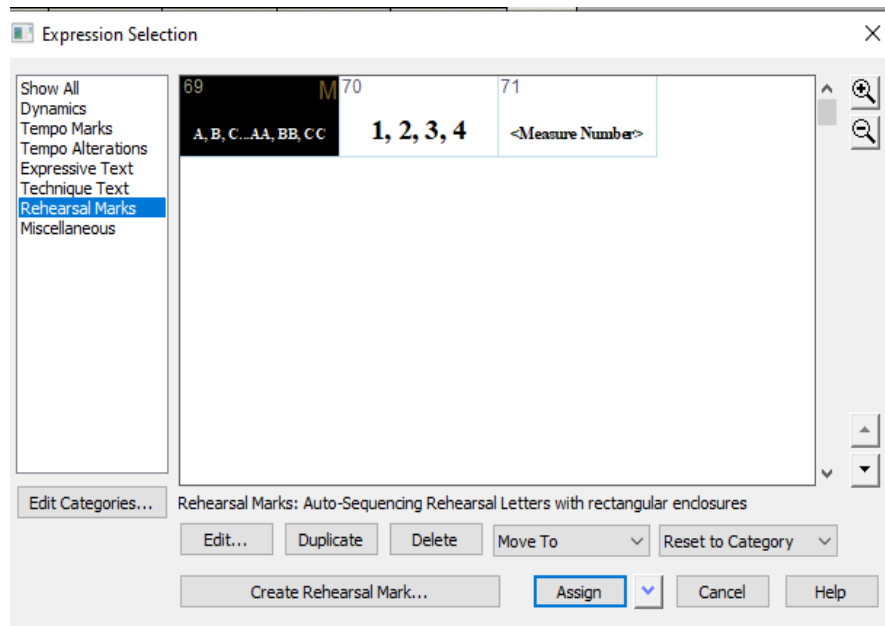 Expression Selection
Show All
Dynamics
Tempo Marks
Tempo Alterations
Expressive Text
Technique Text
Rehearsal Marks
Miscellaneous
69 M 70 71
A, B, C...AA, BB, CC 1, 2, 3, 4 <Measure Number>
Edit Categories... Rehearsal Marks: Auto-Sequencing Rehearsal Letters with rectangular enclosures
Edit... Duplicate Delete Move To Reset to Category
Create Rehearsal Mark... Assign Cancel Help